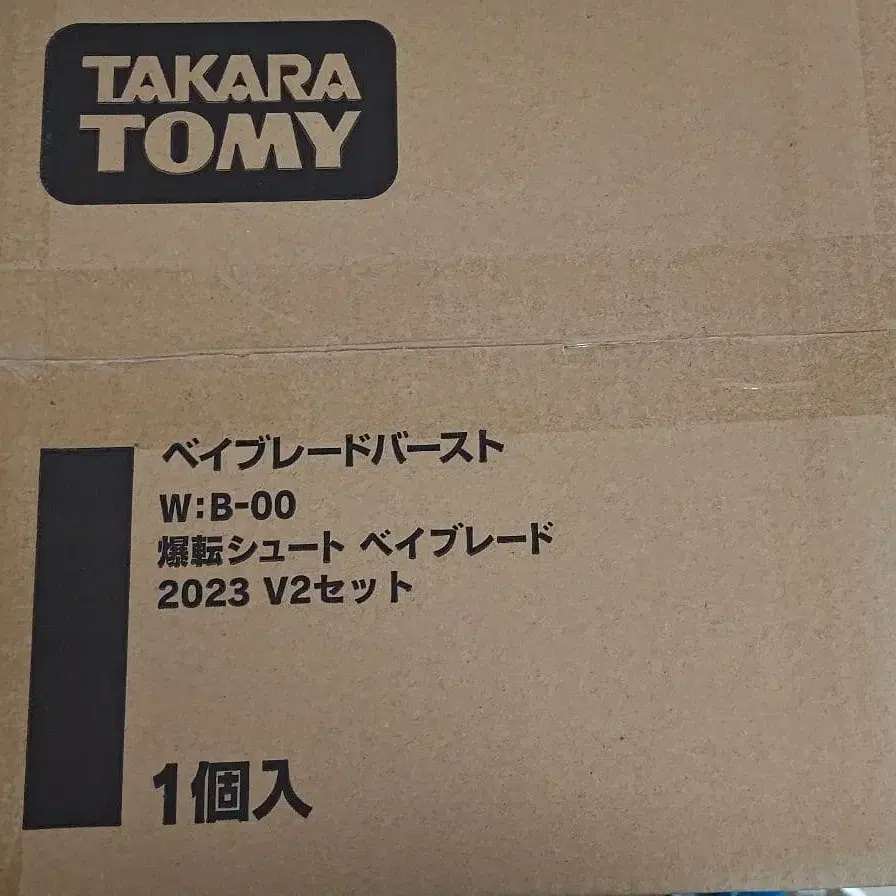 TAKARA
TOMY
ベイブレードバースト
W:B-00
爆転シュート ベイブレード
2023 V2セット
1個入